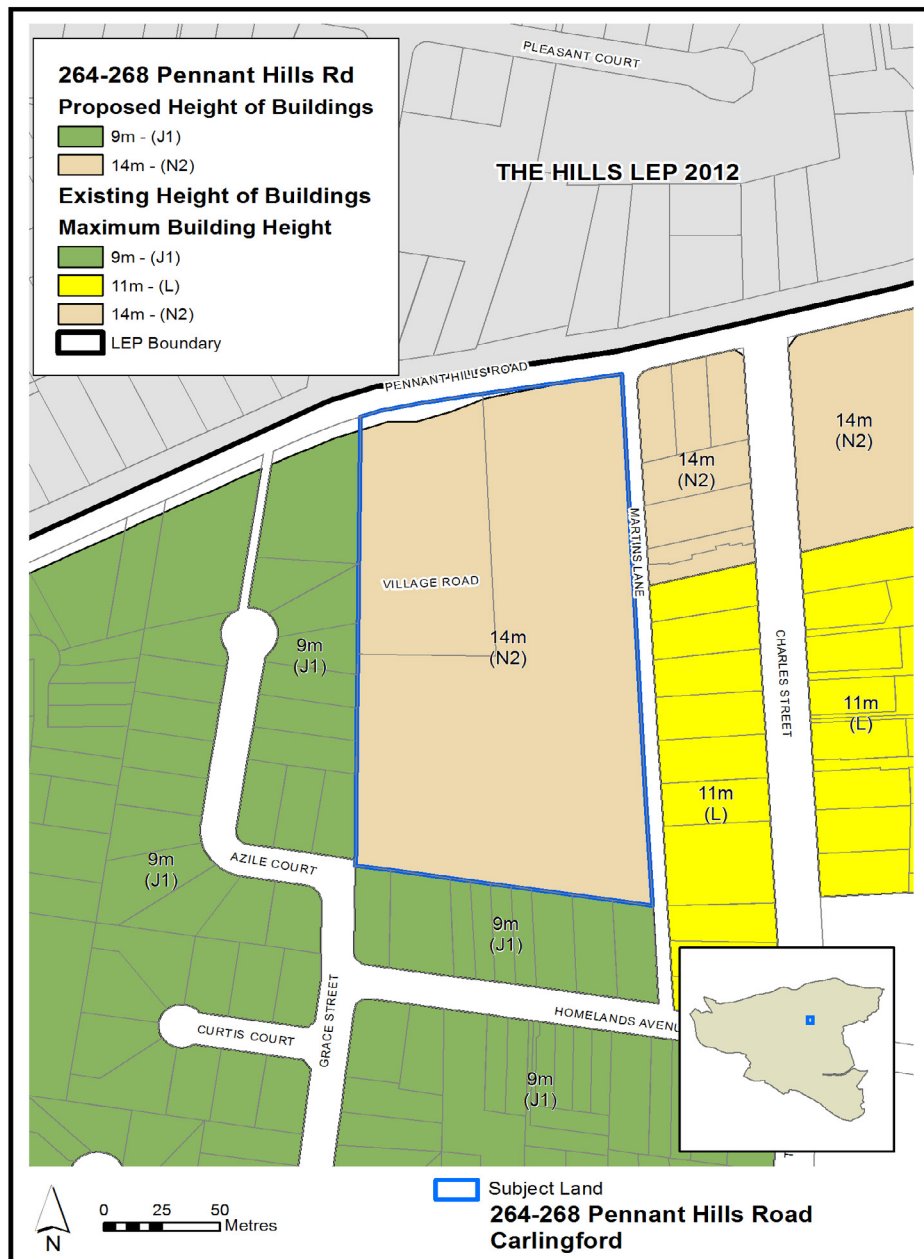 264-268 Pennant Hills Rd
Proposed Height of Buildings
9m - (J1)
14m - (N2)
Existing Height of Buildings
Maximum Building Height
9m - (J1)
11m - (L)
14m - (N2)
LEP Boundary
PLEASANT COURT
THE HILLS LEP 2012
PENNANT HILLS ROAD
14m
(N2)
14m
(N2)
MARTINS LANE
VILLAGE ROAD
14m
(N2)
9m
(J1)
CHARLES STREET
11m
(L)
11m
(L)
9m
(J1)
AZILE COURT
9m
(J1)
GRACE STREET
CURTIS COURT
HOMELANDS AVENU
9m
(J1)
N
0 25 50
Metres
Subject Land
264-268 Pennant Hills Road
Carlingford